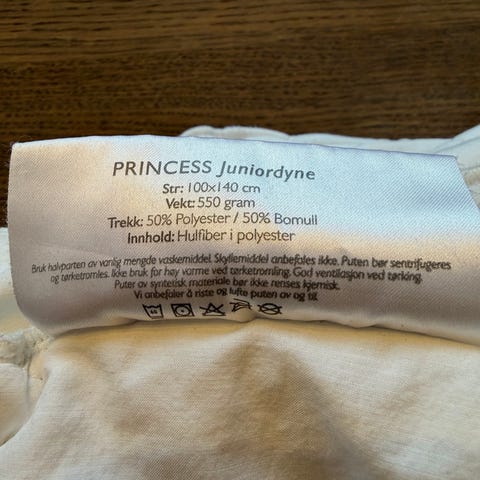 PRINCESS Juniordyne
Str: 100x140 cm
Vekt: 550 gram
Trekk: 50% Polyester / 50% Bomull
Innhold: Hulfiber i polyester
Bruk halvparten av vanlig mengde vaskemiddel. Skyllemiddel anbefales ikke. Puten bør sentrifugeres
og tørketromles. Ikke bruk for høy varme ved tørketromling. God ventilasjon ved tørking.
Puter av syntetisk materiale bør ikke renses kjemisk.
Vi anbefaler å riste og lufte puten av og til.